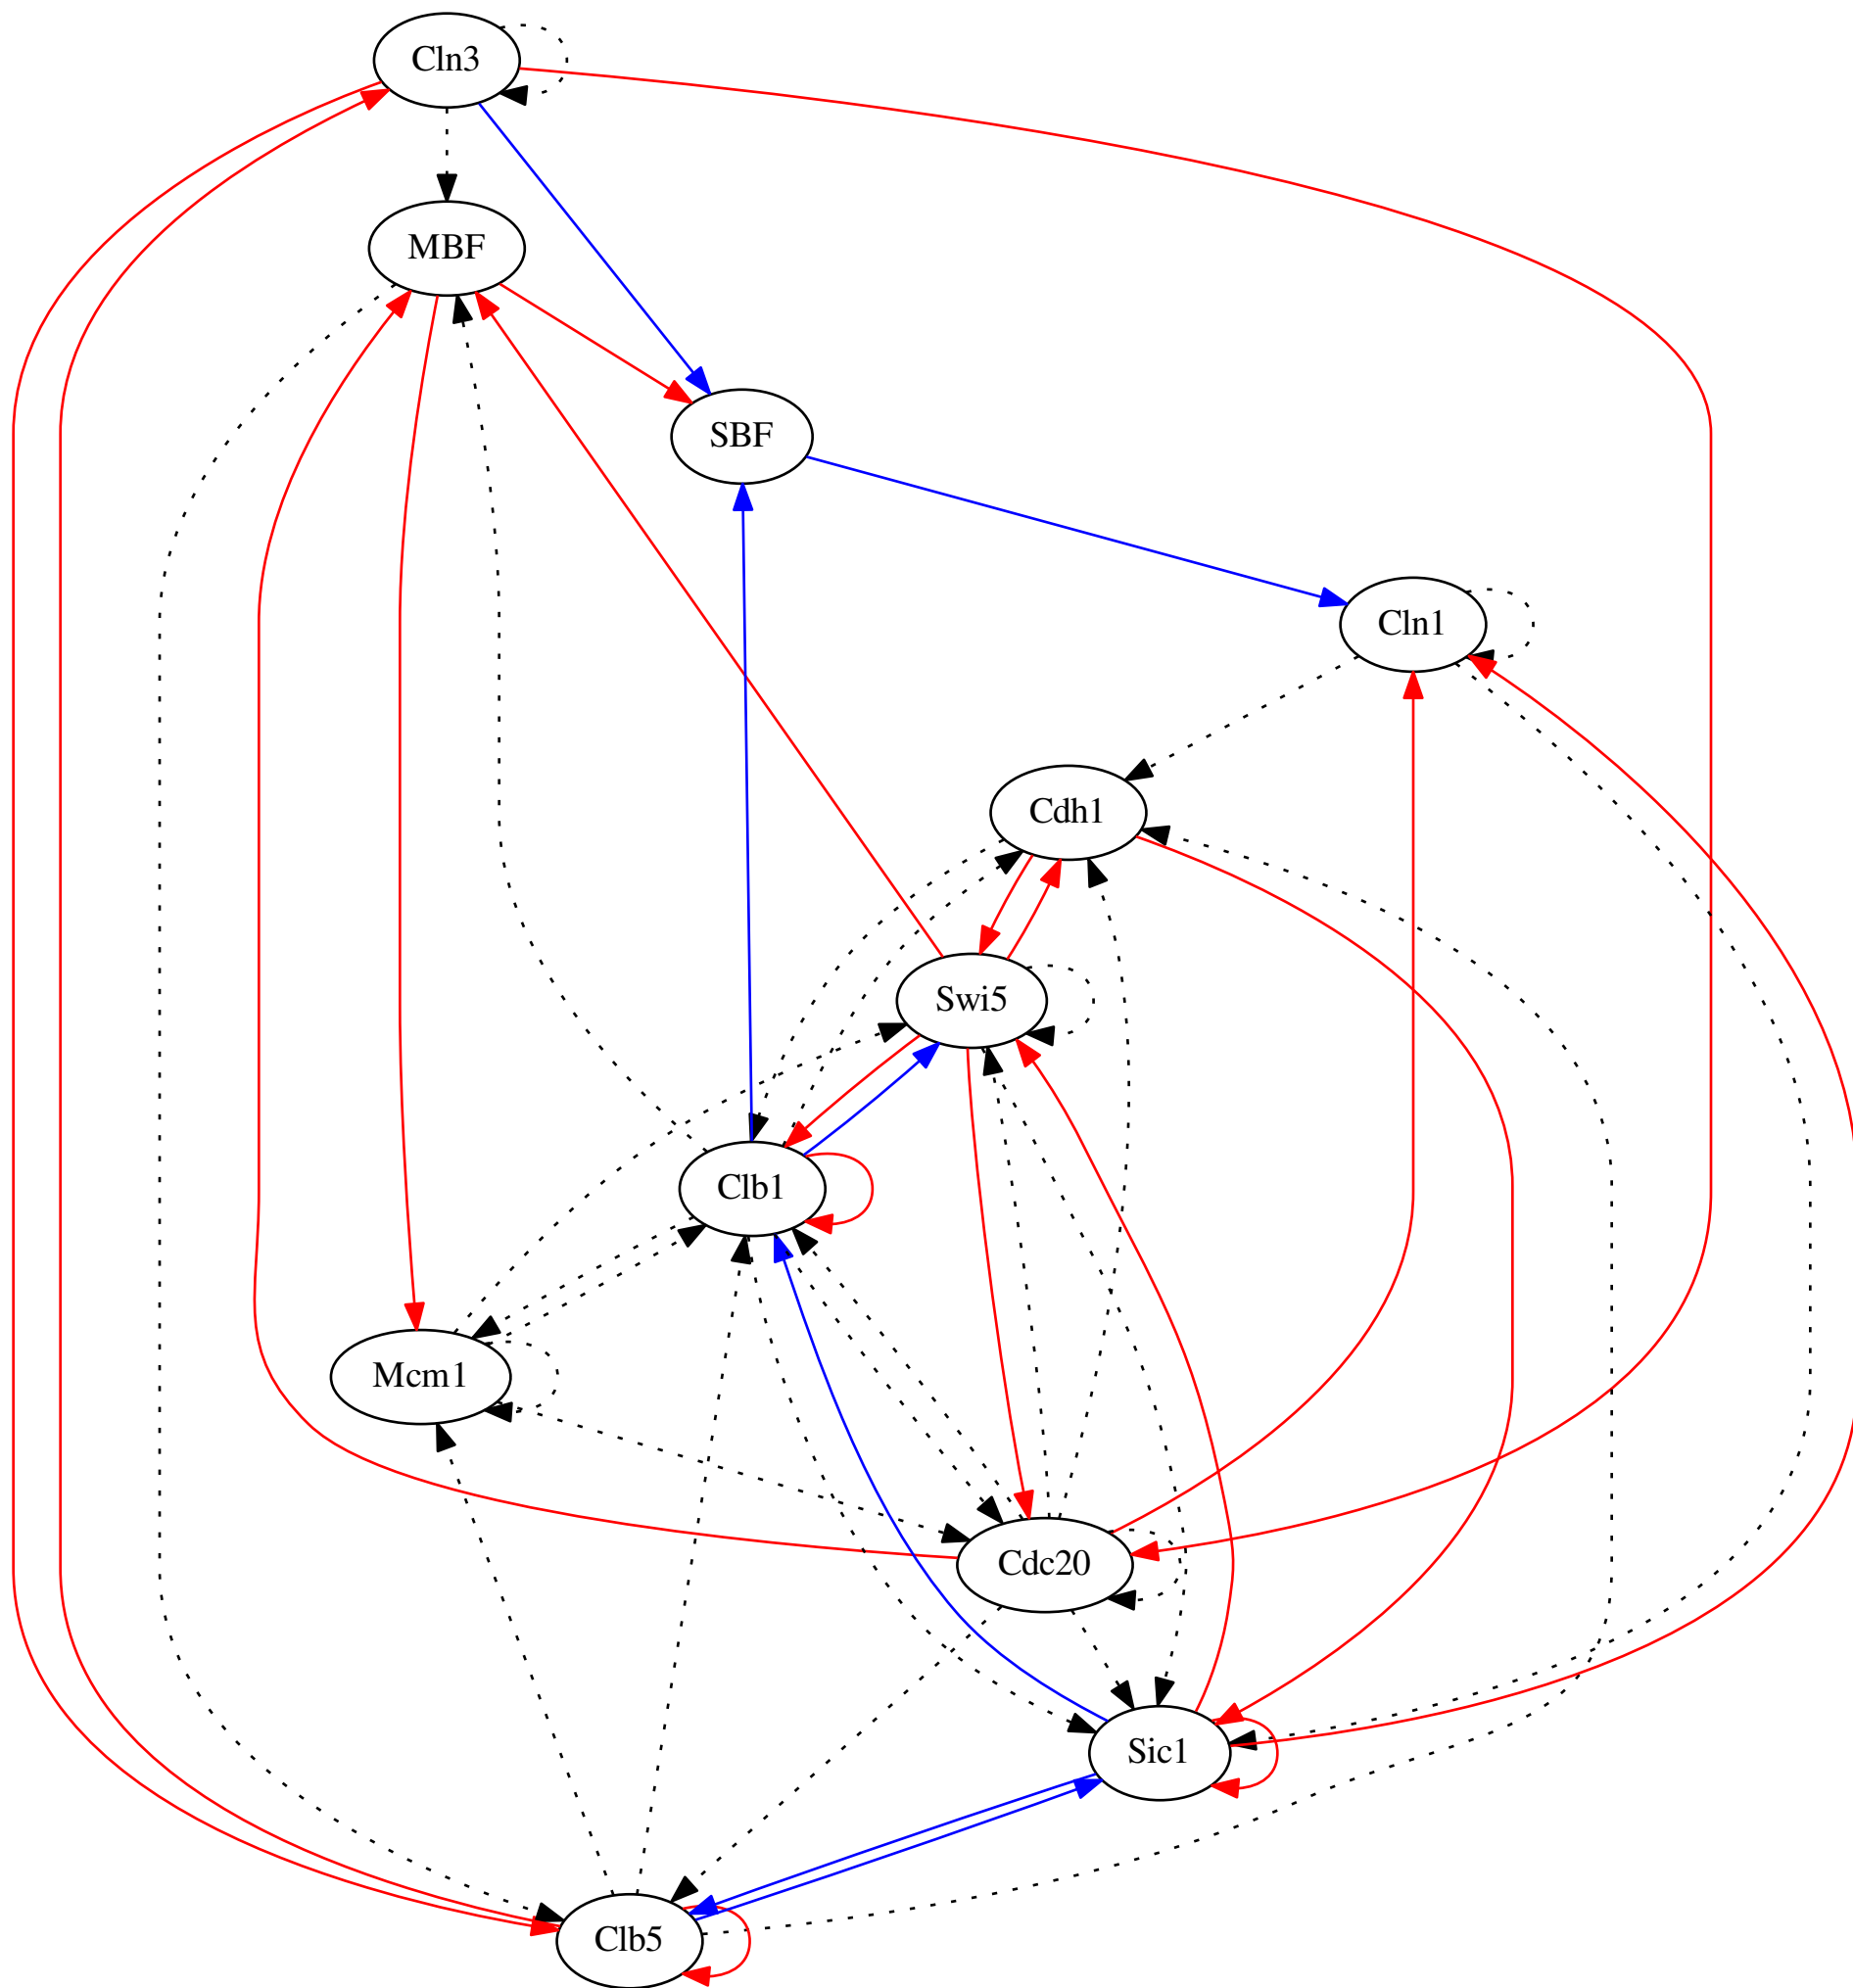 Cln3
MBF
SBF
Cln1
Cdh1
Swi5
Clb1
Mcm1
Cdc20
Sic1
Clb5